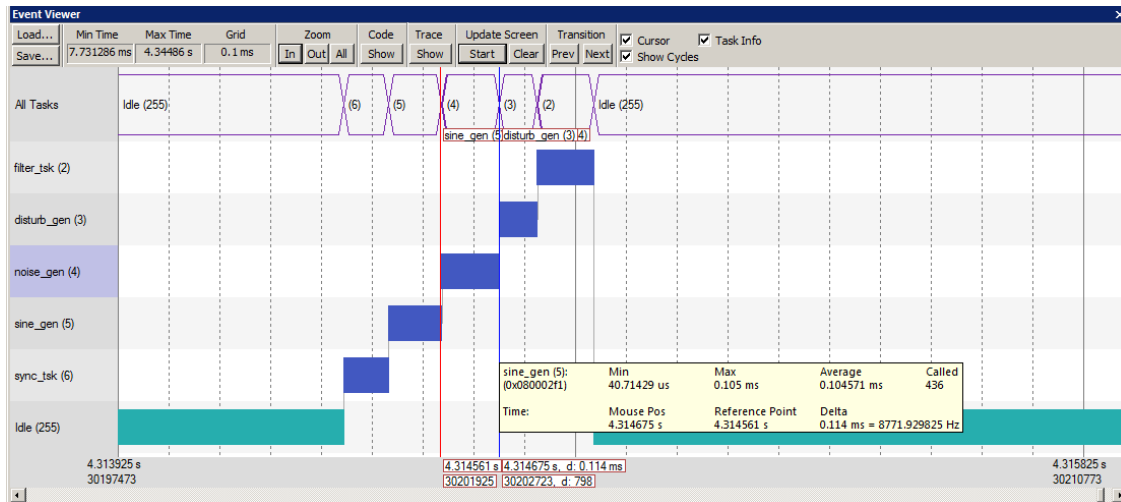 Event Viewer
Load... Min Time Max Time Grid Zoom Code Trace Update Screen Transition Cursor Task Info
Save... 7.731286 ms 4.34486 s 0.1 ms In Out All Show Show Start Clear Prev Next Show Cycles
All Tasks Idle (255) (6) (5) (4) (3) (2) Idle (255)
sine_gen (5 disturb_gen (3) 4)
filter_tsk (2)
disturb_gen (3)
noise_gen (4)
sine_gen (5)
sync_tsk (6)
sine_gen (5): Min Max Average Called
(0x080002f1) 40.71429 us 0.105 ms 0.104571 ms 436
Time: Mouse Pos Reference Point Delta
4.314675 s 4.314561 s 0.114 ms = 8771.929825 Hz
Idle (255)
4.313925 s 4.314561 s 4.314675 s, d: 0.114 ms 4.315825 s
30197473 30201925 30202723, d: 798 30210773